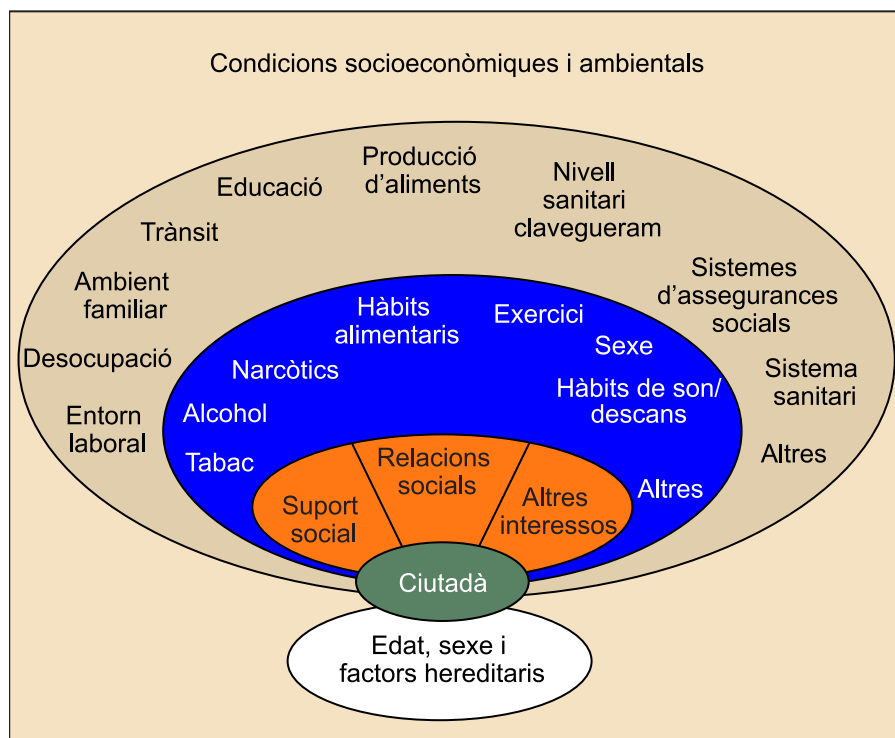 Condicions socioeconòmiques i ambientals
Producció
d’aliments
Educació
Nivell
sanitari
clavegueram
Trànsit
Ambient
familiar
Sistemes
d’assegurances
socials
Desocupació
Sistema
sanitari
Entorn
laboral
Altres
Hàbits
alimentaris
Exercici
Sexe
Narcòtics
Hàbits de son/
descans
Alcohol
Tabac
Altres
Relacions
socials
Suport
social
Altres
interessos
Ciutadà
Edat, sexe i
factors hereditaris